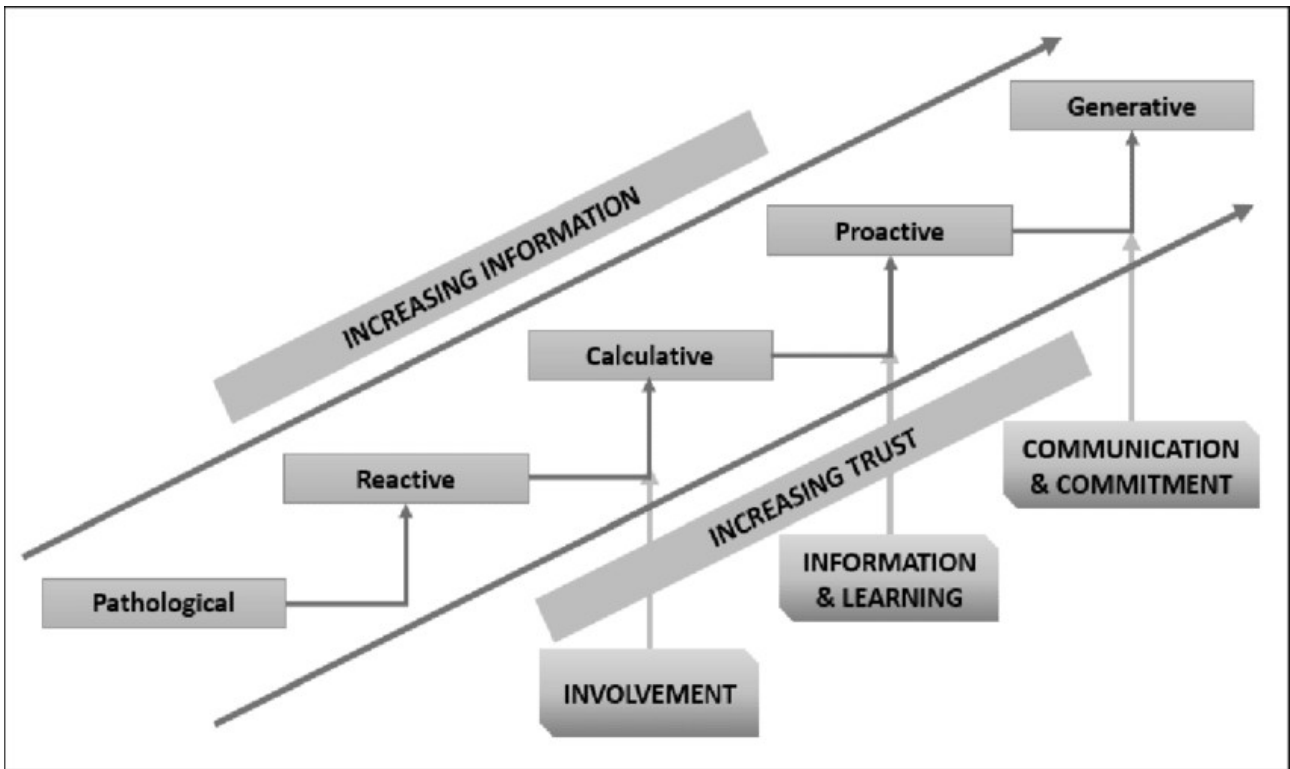 Generative
INCREASING INFORMATION
Proactive
Calculative
Reactive
INCREASING TRUST
COMMUNICATION
& COMMITMENT
INFORMATION
& LEARNING
Pathological
INVOLVEMENT